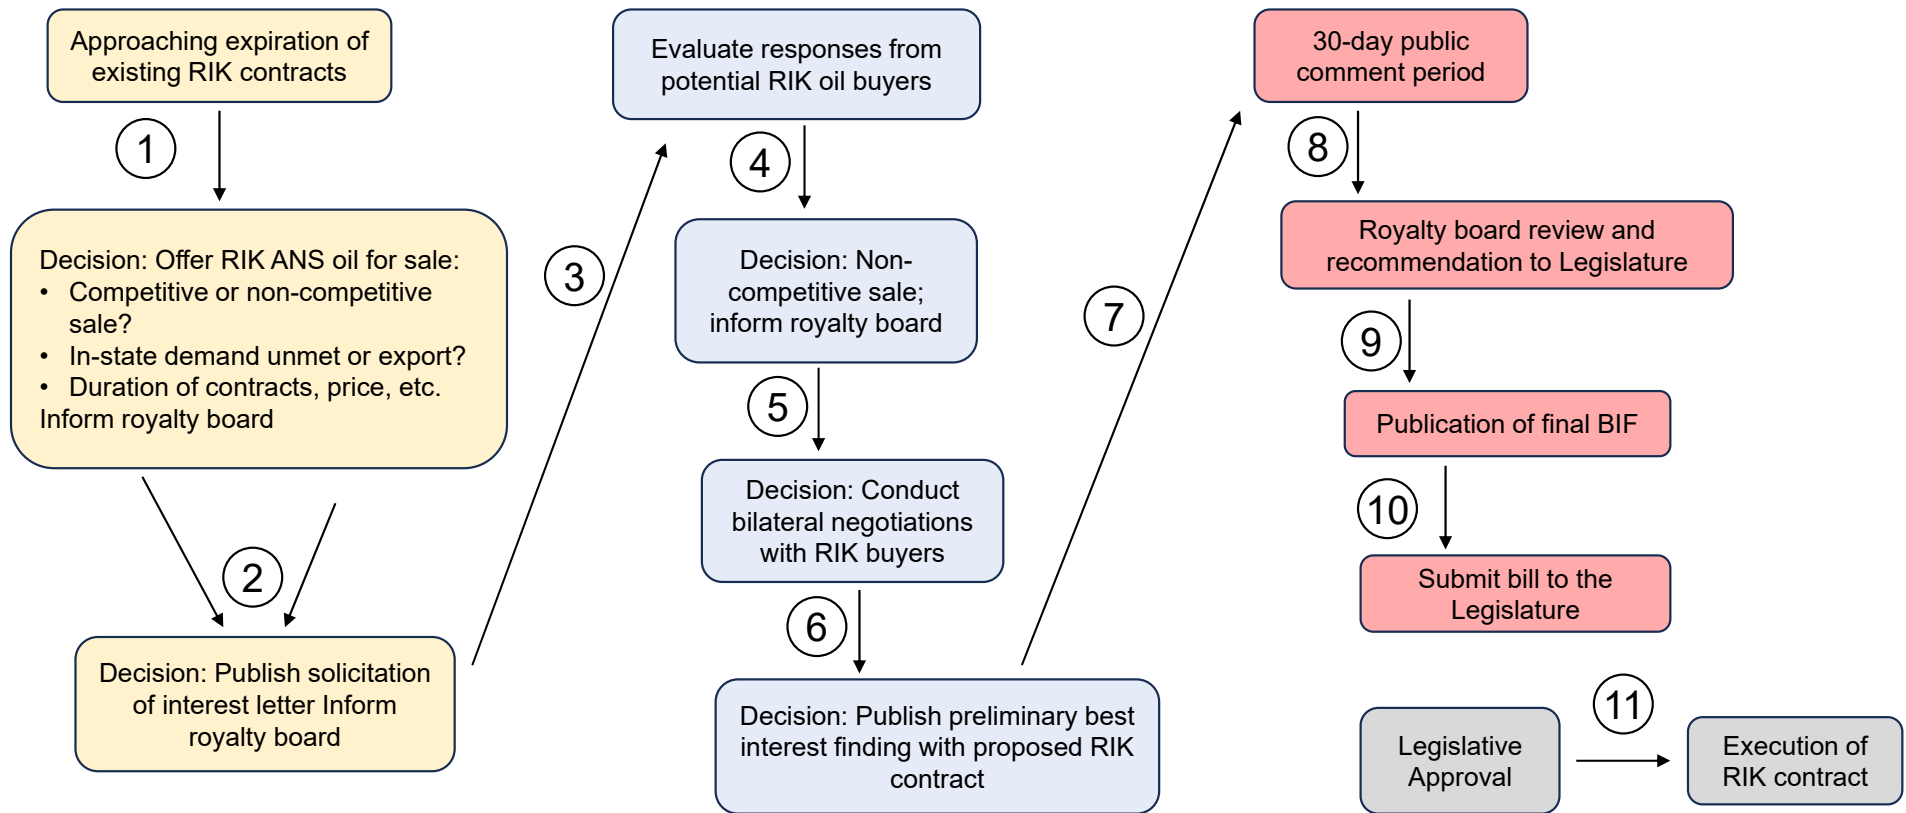 Approaching expiration of
existing RIK contracts
1
Decision: Offer RIK ANS oil for sale:
• Competitive or non-competitive
sale?
• In-state demand unmet or export?
• Duration of contracts, price, etc.
Inform royalty board
2
Decision: Publish solicitation
of interest letter Inform
royalty board
3
Evaluate responses from
potential RIK oil buyers
4
Decision: Non-
competitive sale;
inform royalty board
5
Decision: Conduct
bilateral negotiations
with RIK buyers
6
Decision: Publish preliminary best
interest finding with proposed RIK
contract
7
30-day public
comment period
8
Royalty board review and
recommendation to Legislature
9
Publication of final BIF
10
Submit bill to the
Legislature
Legislative
Approval
11
Execution of
RIK contract